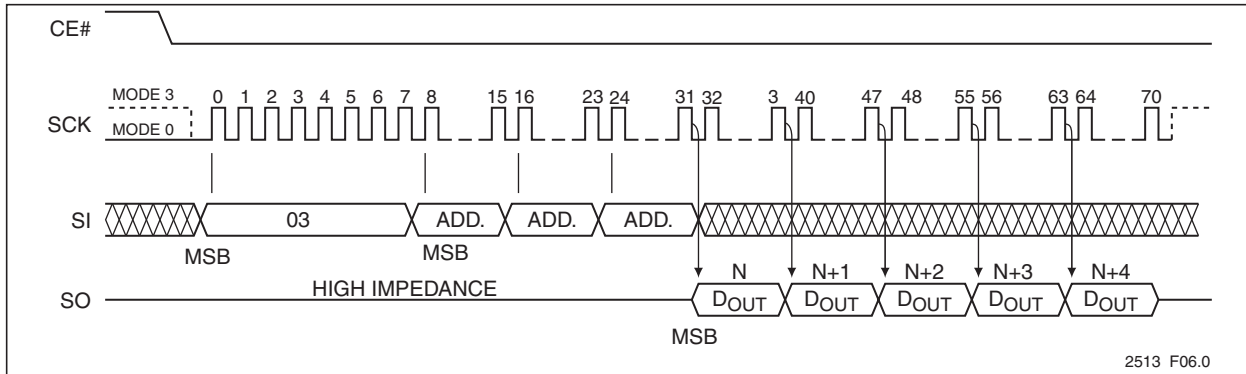 CE#
MODE 3
0 1 2 3 4 5 6 7 8 15 16 23 24 31 32 3 40 47 48 55 56 63 64 70
SCK
MODE 0
SI 03 ADD. ADD. ADD.
MSB MSB
N N+1 N+2 N+3 N+4
HIGH IMPEDANCE
SO DOUT DOUT DOUT DOUT DOUT
MSB
2513 F06.0